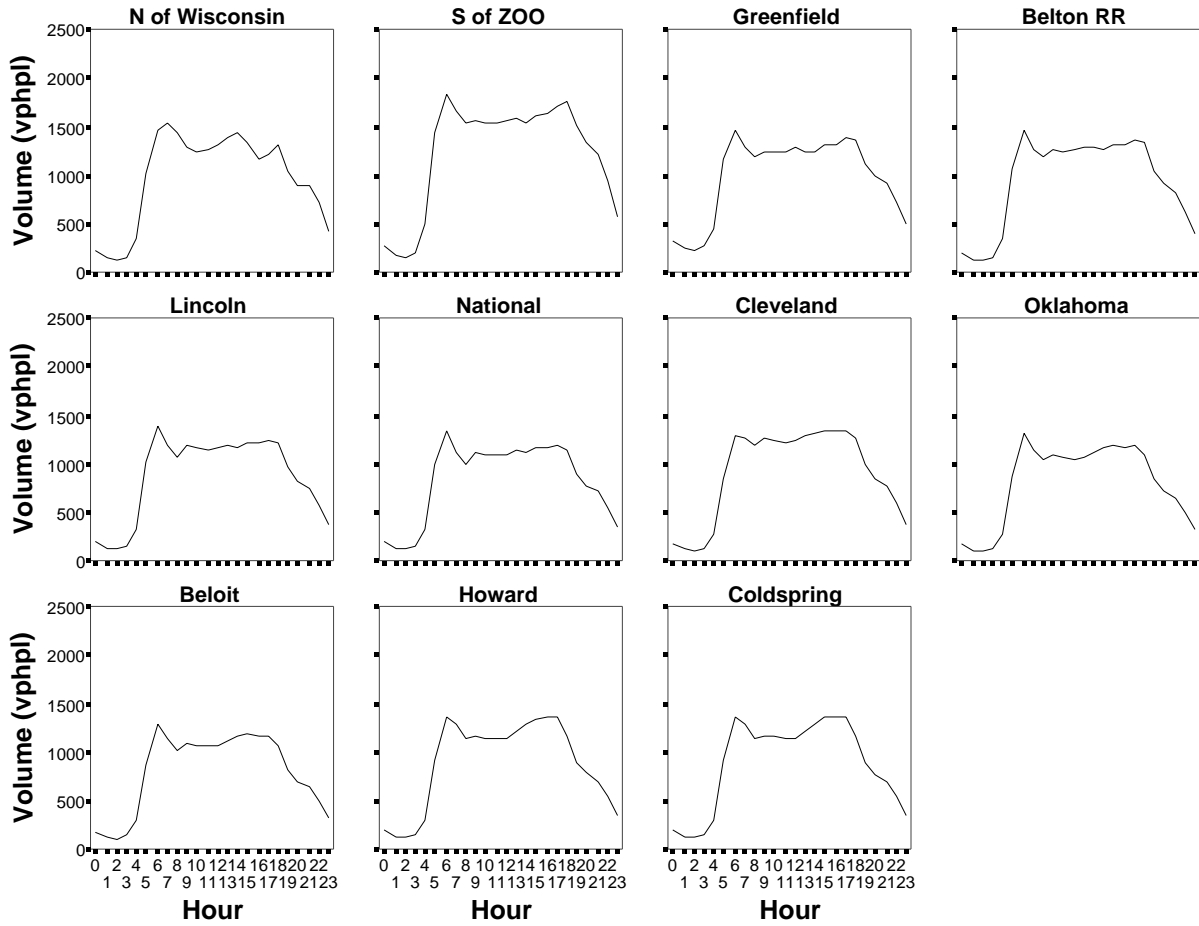 N of Wisconsin S of ZOO Greenfield Belton RR
Volume (vphpl)
2500
2000
1500
1000
500
0
Lincoln National Cleveland Oklahoma
Volume (vphpl)
2500
2000
1500
1000
500
0
Beloit Howard Coldspring
Volume (vphpl)
2500
2000
1500
1000
500
0
0 2 4 6 8 10 12 14 16 18 20 22 0 2 4 6 8 10 12 14 16 18 20 22 0 2 4 6 8 10 12 14 16 18 20 22
1 3 5 7 9 11 13 15 17 19 21 23 1 3 5 7 9 11 13 15 17 19 21 23 1 3 5 7 9 11 13 15 17 19 21 23
Hour Hour Hour